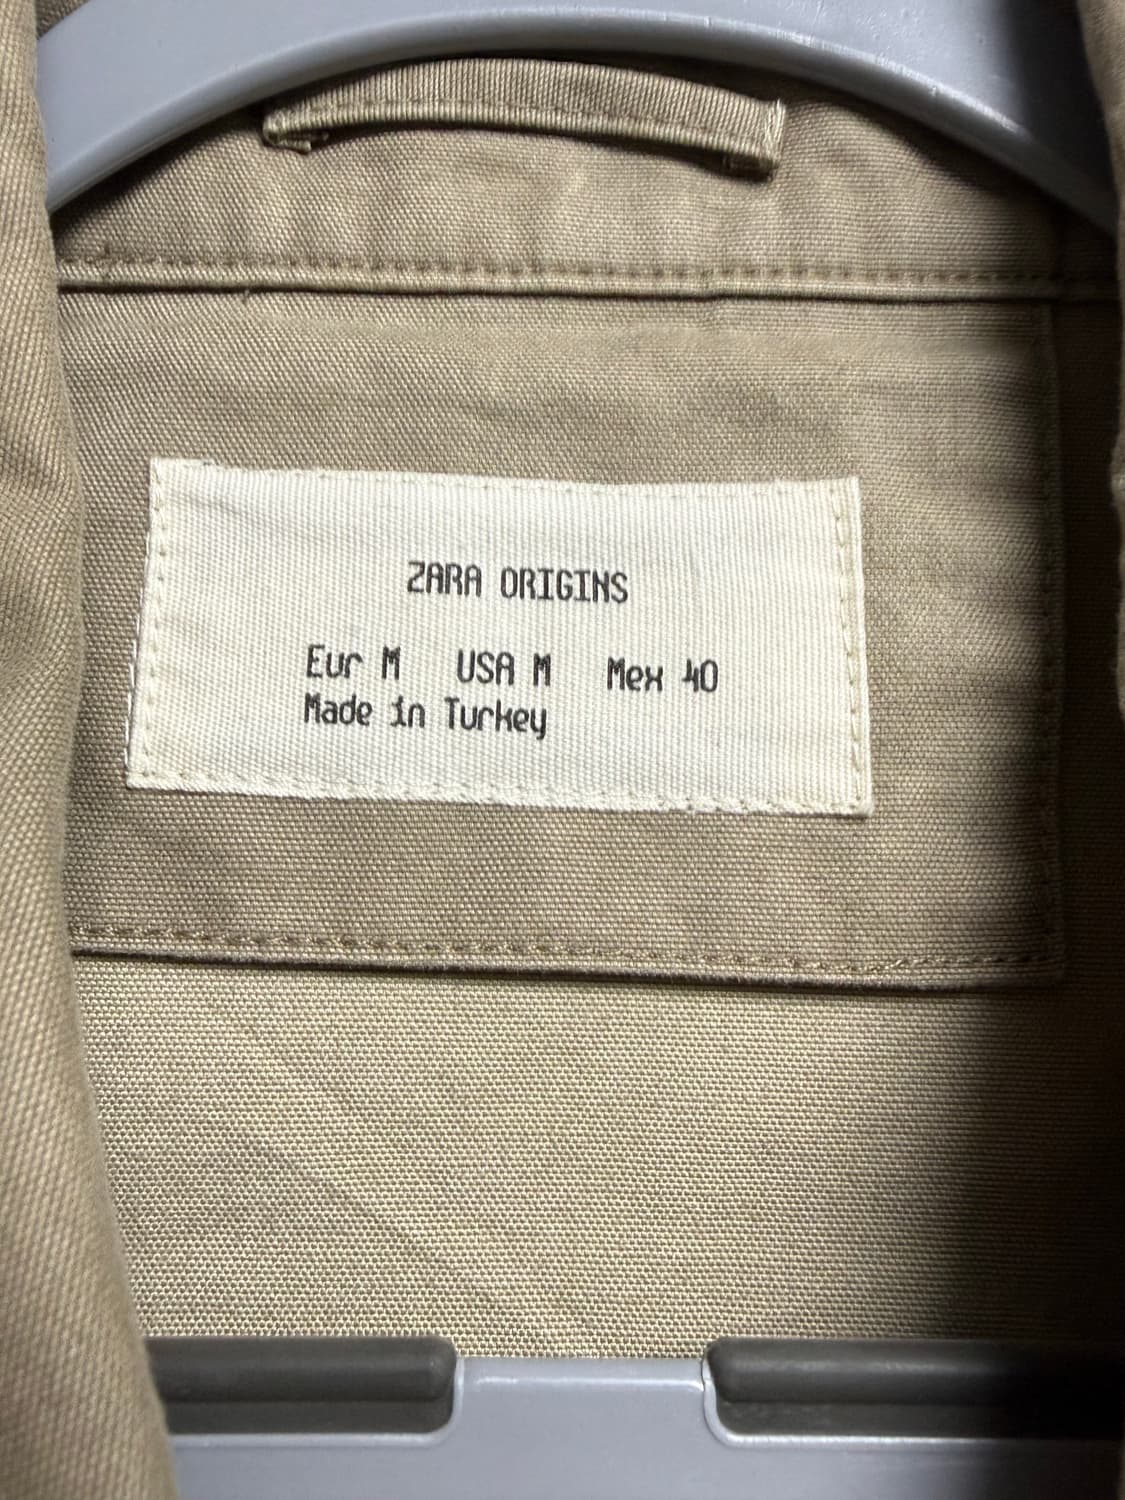 ZARA ORIGINS
Eur M USA M Mex 40
Made in Turkey